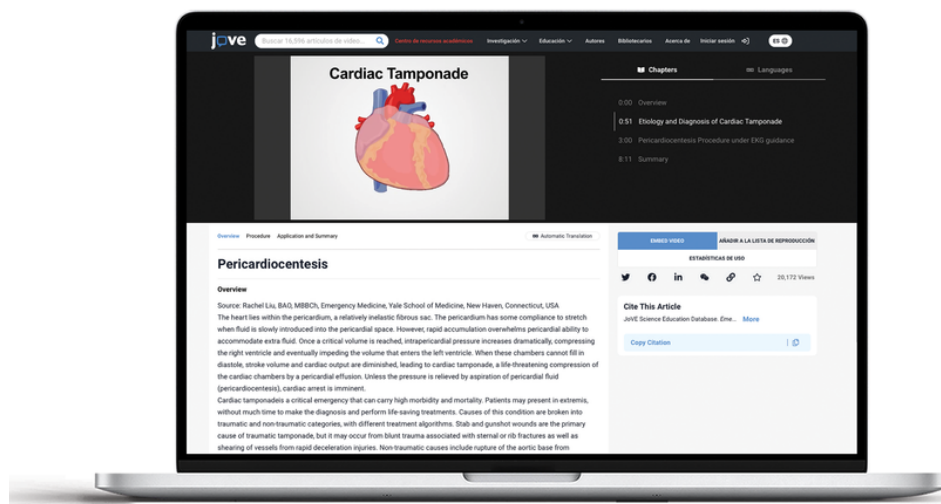 jove
Buscar 16,596 artículos de video...
Centro de recursos académicos
Investigación
Educación
Autores
Bibliotecarios
Acerca de
Iniciar sesión
ES
Cardiac Tamponade
Chapters
Languages
0:00 Overview
0:51 Etiology and Diagnosis of Cardiac Tamponade
3:00 Pericardiocentesis Procedure under EKG guidance
8:11 Summary
Overview Procedure Application and Summary
Automatic Translation
Pericardiocentesis
Overview
Source: Rachel Liu, BAO, MBBCh, Emergency Medicine, Yale School of Medicine, New Haven, Connecticut, USA
The heart lies within the pericardium, a relatively inelastic fibrous sac. The pericardium has some compliance to stretch
when fluid is slowly introduced into the pericardial space. However, rapid accumulation overwhelms pericardial ability to
accommodate extra fluid. Once a critical volume is reached, intrapericardial pressure increases dramatically, compressing
the right ventricle and eventually impeding the volume that enters the left ventricle. When these chambers cannot fill in
diastole, stroke volume and cardiac output are diminished, leading to cardiac tamponade, a life-threatening compression of
the cardiac chambers by a pericardial effusion. Unless the pressure is relieved by aspiration of pericardial fluid
(pericardiocentesis), cardiac arrest is imminent.
Cardiac tamponadeis a critical emergency that can carry high morbidity and mortality. Patients may present in extremis,
without much time to make the diagnosis and perform life-saving treatments. Causes of this condition are broken into
traumatic and non-traumatic categories, with different treatment algorithms. Stab and gunshot wounds are the primary
cause of traumatic tamponade, but it may occur from blunt trauma associated with sternal or rib fractures as well as
shearing of vessels from rapid deceleration injuries. Non-traumatic causes include rupture of the aortic base from
EMBED VIDEO
AÑADIR A LA LISTA DE REPRODUCCIÓN
ESTADÍSTICAS DE USO
20,172 Views
Cite This Article
JoVE Science Education Database. Eme... More
Copy Citation